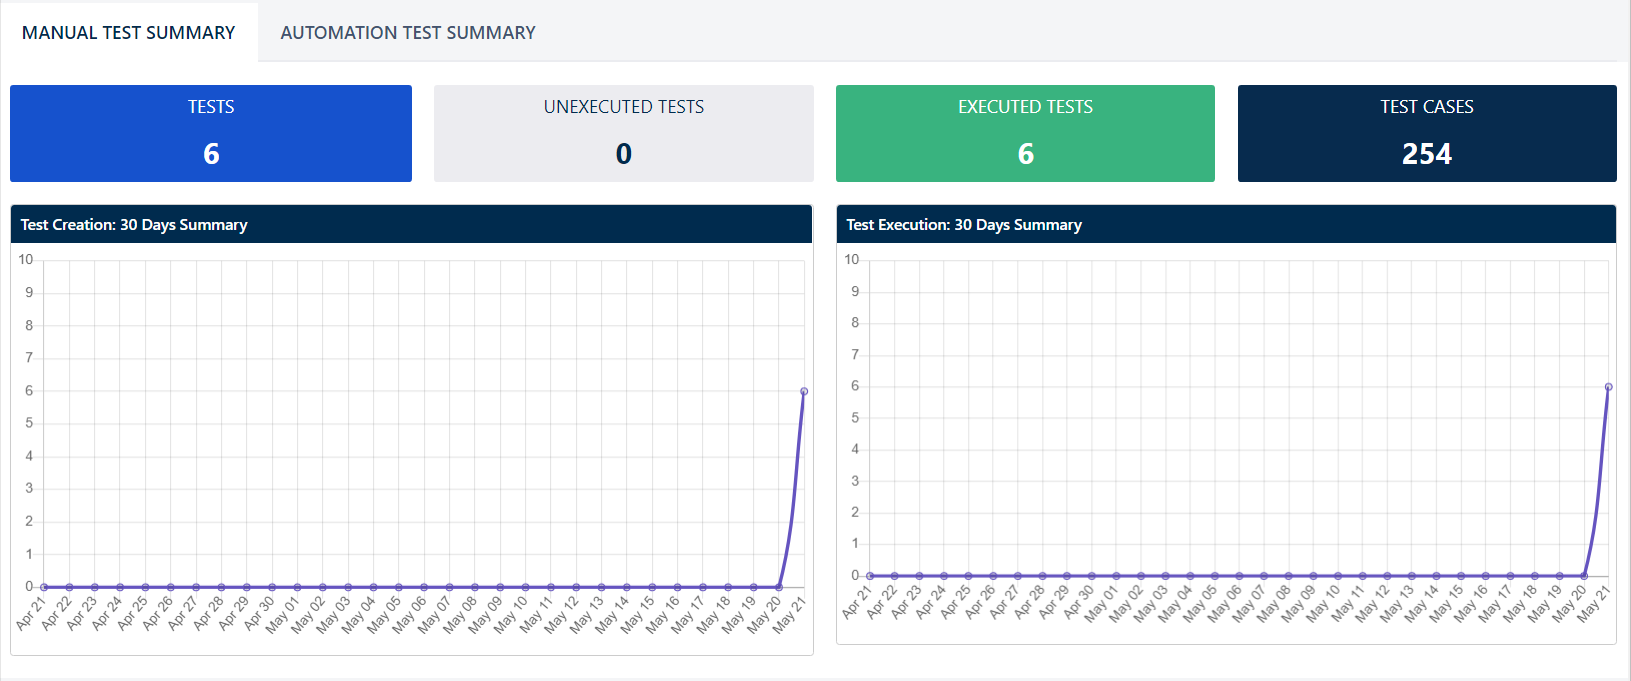 MANUAL TEST SUMMARY
AUTOMATION TEST SUMMARY
TESTS
6
UNEXECUTED TESTS
0
EXECUTED TESTS
6
TEST CASES
254
Test Creation: 30 Days Summary
10
9
8
7
6
5
4
3
2
1
0
Apr 21
Apr 22
Apr 23
Apr 24
Apr 25
Apr 26
Apr 27
Apr 28
Apr 29
Apr 30
May 01
May 02
May 03
May 04
May 05
May 06
May 07
May 08
May 09
May 10
May 11
May 12
May 13
May 14
May 15
May 16
May 17
May 18
May 19
May 20
May 21
Test Execution: 30 Days Summary
10
9
8
7
6
5
4
3
2
1
0
Apr 21
Apr 22
Apr 23
Apr 24
Apr 25
Apr 26
Apr 27
Apr 28
Apr 29
Apr 30
May 01
May 02
May 03
May 04
May 05
May 06
May 07
May 08
May 09
May 10
May 11
May 12
May 13
May 14
May 15
May 16
May 17
May 18
May 19
May 20
May 21